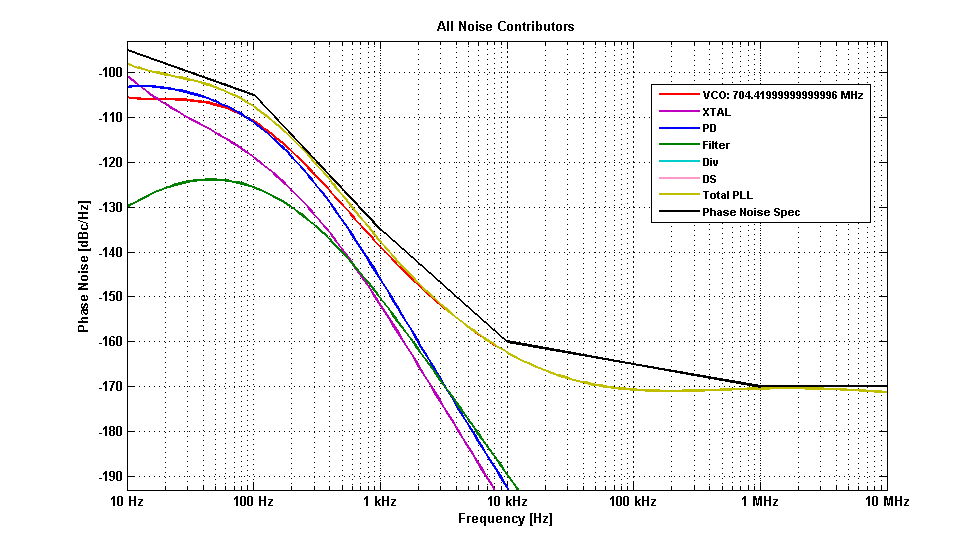 All Noise Contributors
Phase Noise [dBc/Hz]
-100
-110
-120
-130
-140
-150
-160
-170
-180
-190
VCO: 704.41999999999996 MHz
XTAL
PD
Filter
Div
DS
Total PLL
Phase Noise Spec
10 Hz 100 Hz 1 kHz 10 kHz 100 kHz 1 MHz 10 MHz
Frequency [Hz]